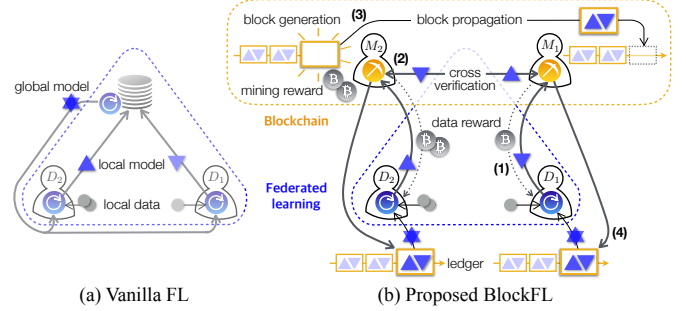 block generation (3) block propagation
M2 (2) M1
mining reward
cross
verification
Blockchain
data reward
(1)
D2 D1
Federated
learning
(4)
ledger
global model
local model
D2 D1
local data
(a) Vanilla FL
(b) Proposed BlockFL